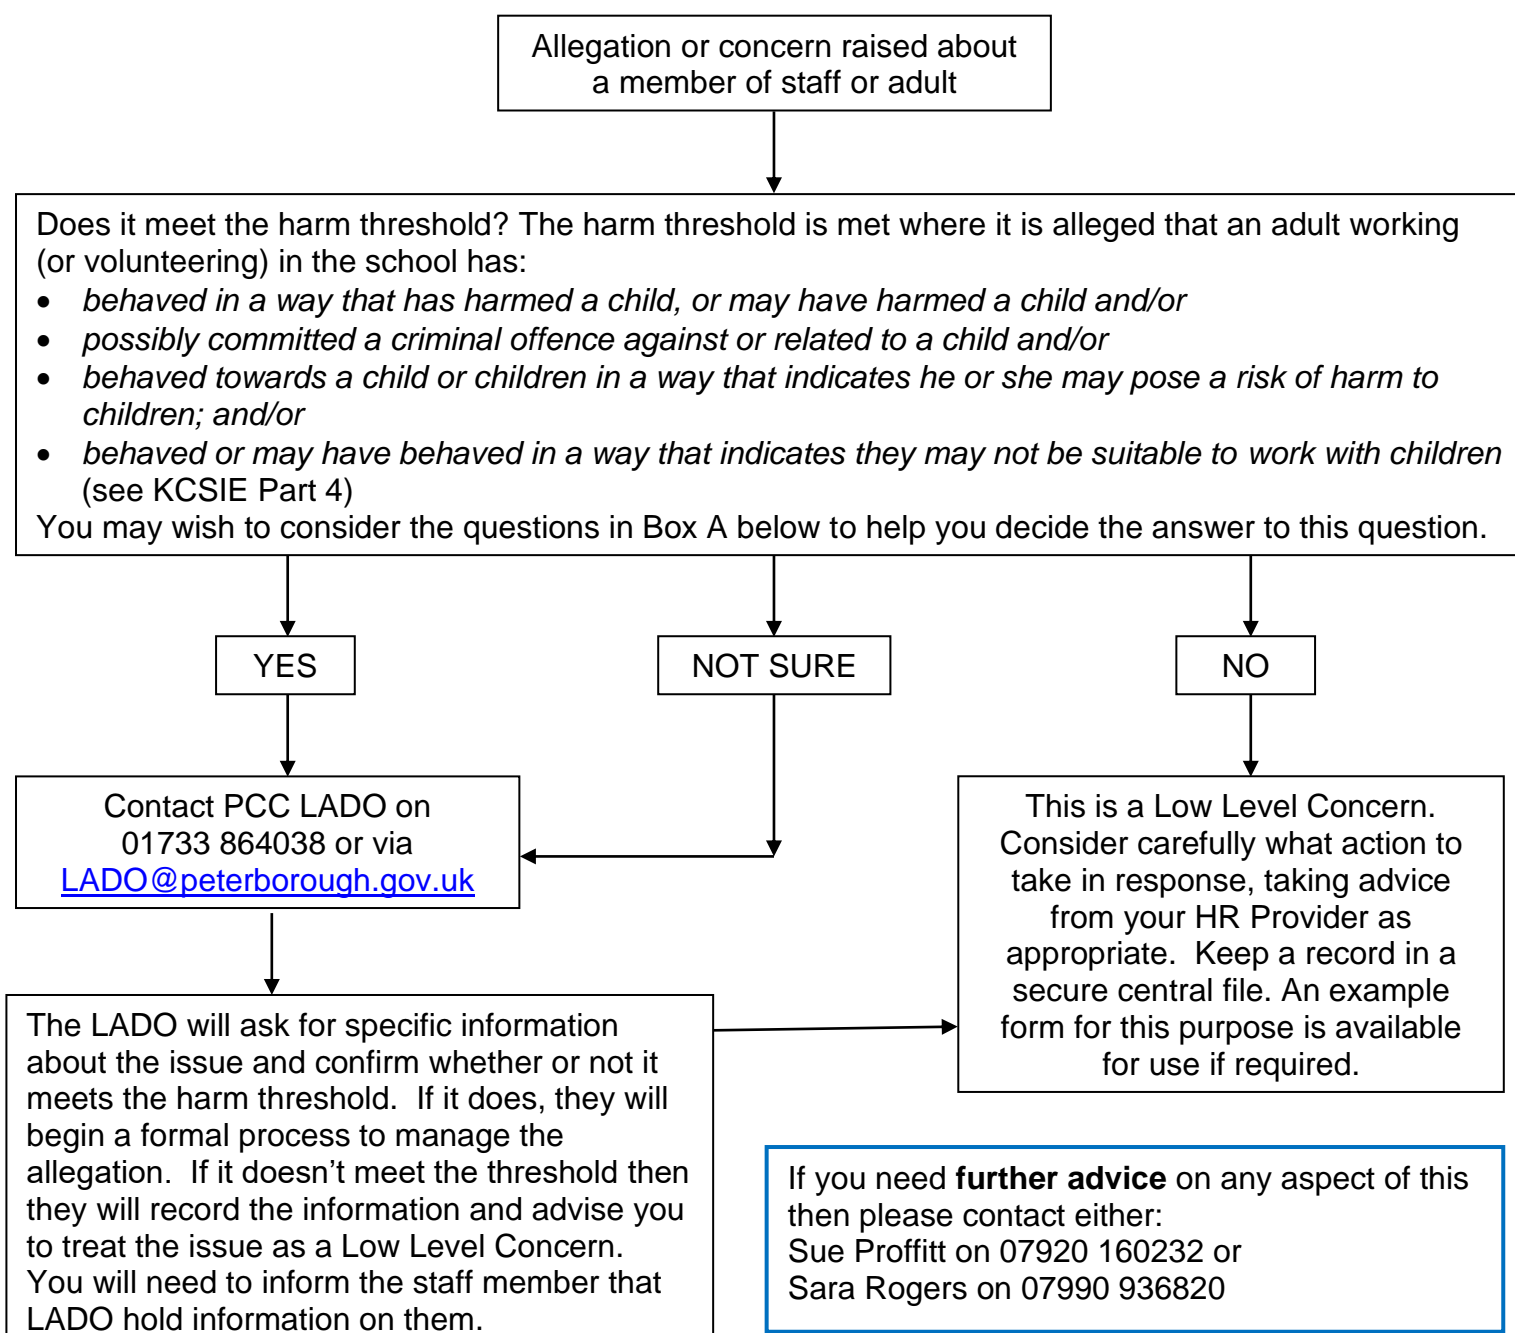 Allegation or concern raised about
a member of staff or adult
Does it meet the harm threshold? The harm threshold is met where it is alleged that an adult working
(or volunteering) in the school has:
• behaved in a way that has harmed a child, or may have harmed a child and/or
• possibly committed a criminal offence against or related to a child and/or
• behaved towards a child or children in a way that indicates he or she may pose a risk of harm to
children; and/or
• behaved or may have behaved in a way that indicates they may not be suitable to work with children
(see KCSIE Part 4)
You may wish to consider the questions in Box A below to help you decide the answer to this question.
YES
NOT SURE
NO
Contact PCC LADO on
01733 864038 or via
LADO@peterborough.gov.uk
This is a Low Level Concern.
Consider carefully what action to
take in response, taking advice
from your HR Provider as
appropriate. Keep a record in a
secure central file. An example
form for this purpose is available
for use if required.
The LADO will ask for specific information
about the issue and confirm whether or not it
meets the harm threshold. If it does, they will
begin a formal process to manage the
allegation. If it doesn’t meet the threshold then
they will record the information and advise you
to treat the issue as a Low Level Concern.
You will need to inform the staff member that
LADO hold information on them.
If you need further advice on any aspect of this
then please contact either:
Sue Proffitt on 07920 160232 or
Sara Rogers on 07990 936820